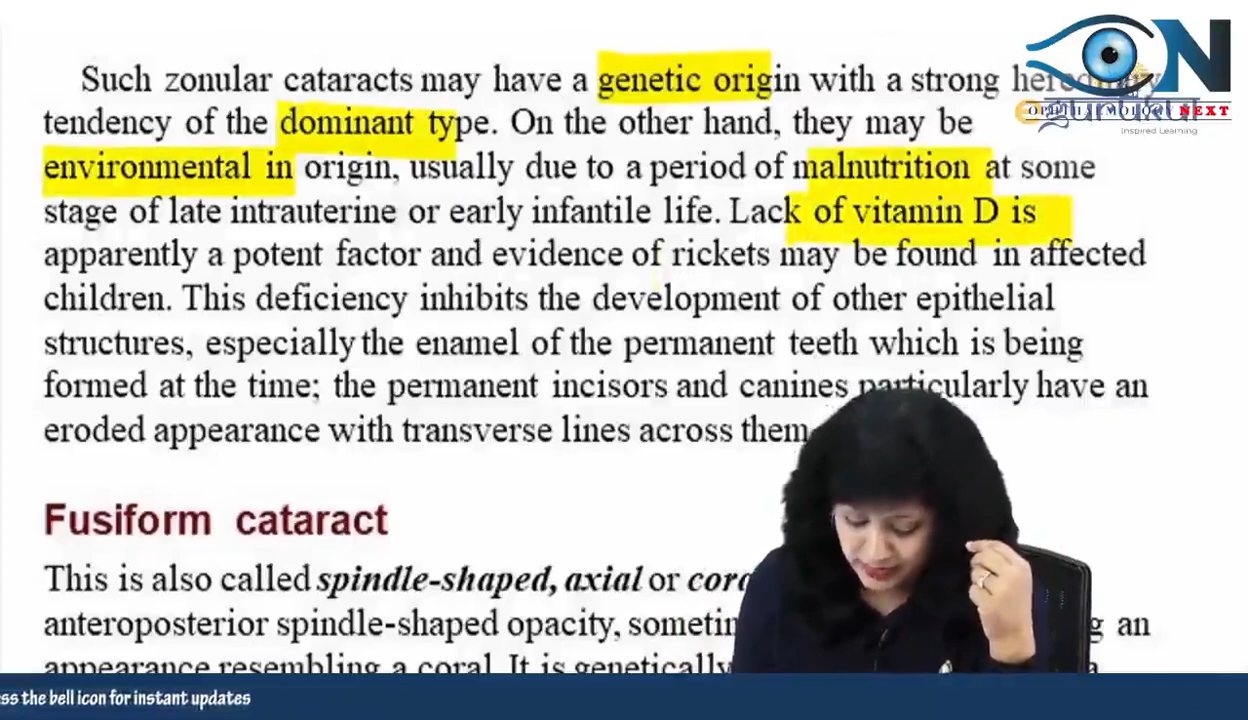 Such zonular cataracts may have a genetic origin with a strong
tendency of the dominant type. On the other hand, they may be
environmental in origin, usually due to a period of malnutrition at some
stage of late intrauterine or early infantile life. Lack of vitamin D is
apparently a potent factor and evidence of rickets may be found in affected
children. This deficiency inhibits the development of other epithelial
structures, especially the enamel of the permanent teeth which is being
formed at the time; the permanent incisors and canines particularly have an
eroded appearance with transverse lines across them
Fusiform cataract
This is also called spindle-shaped, axial or
anteroposterior spindle-shaped opacity, an
appearance resembling a coral. It is genetically a
N
NEXT
Inspired Learning
the bell icon for instant updates